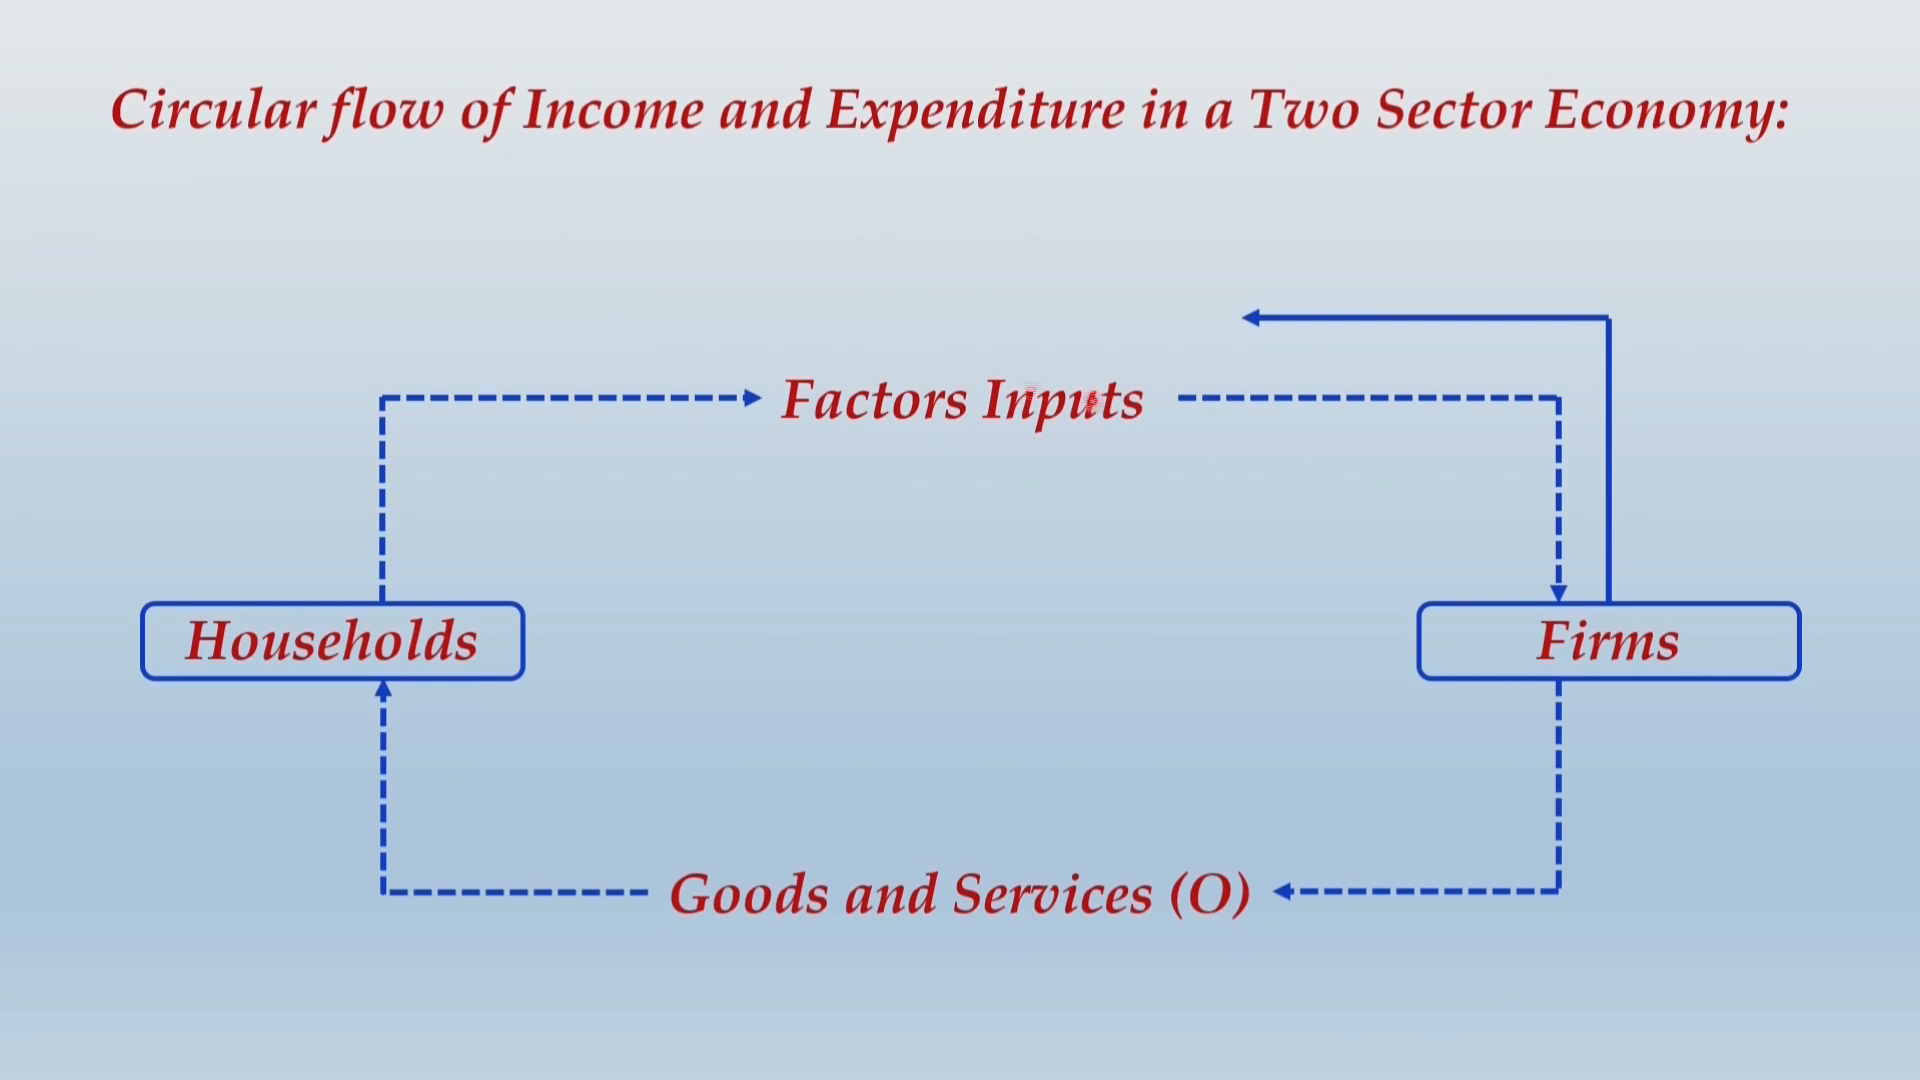 Circular flow of Income and Expenditure in a Two Sector Economy:
Factors Inputs
Households
Firms
Goods and Services (O)